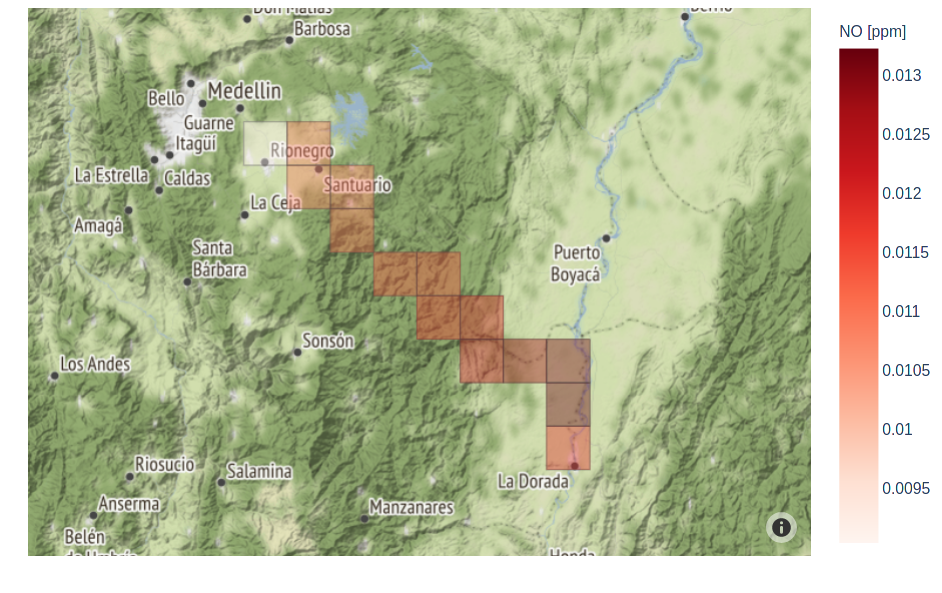 Don Matías
Berrío
Barbosa
Bello
Medellin
Guarne
Itagüí
Rionegro
La Estrella
Caldas
Santuario
La Ceja
Amagá
Santa
Bárbara
Puerto
Boyacá
Sonsón
Los Andes
Riosucio
Salamina
La Dorada
Anserma
Manzanares
Belén
de Umbría
Honda
NO [ppm]
0.013
0.0125
0.012
0.0115
0.011
0.0105
0.01
0.0095